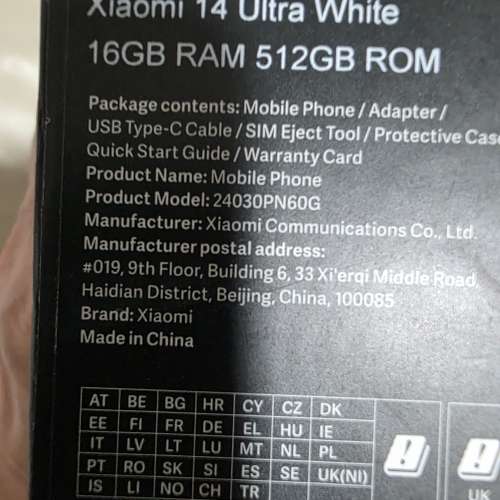 Xiaomi 14 Ultra White
16GB RAM 512GB ROM
Package contents: Mobile Phone / Adapter /
USB Type-C Cable / SIM Eject Tool / Protective Case
Quick Start Guide / Warranty Card
Product Name: Mobile Phone
Product Model: 24030PN60G
Manufacturer: Xiaomi Communications Co., Ltd.
Manufacturer postal address:
#019, 9th Floor, Building 6, 33 Xi'erqi Middle Road
Haidian District, Beijing, China, 100085
Brand: Xiaomi
Made in China
AT BE BG HR CY CZ DK
EE FI FR DE EL HU IE
IT LV LT LU MT NL PL
PT RO SK SI ES SE UK(NI)
IS LI NO CH TR
UK